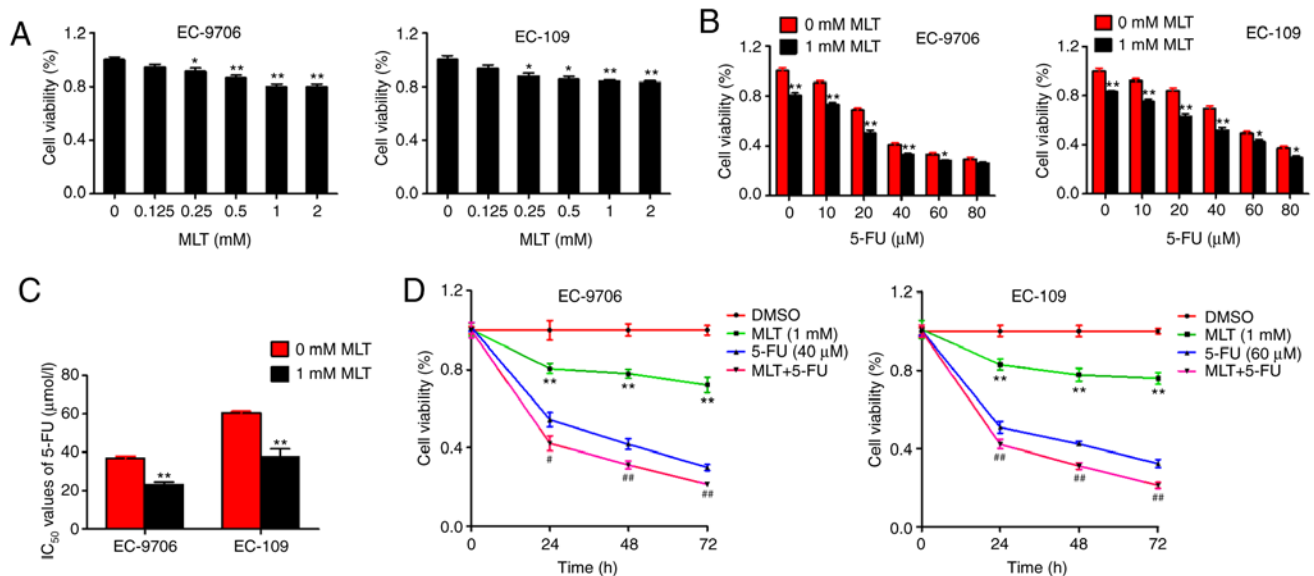 A
EC-9706
Cell viability (%)
1.2
0.8
0.4
0.0
* ** ** **
0 0.125 0.25 0.5 1 2
MLT (mM)
EC-109
Cell viability (%)
1.2
0.8
0.4
0.0
* * ** **
0 0.125 0.25 0.5 1 2
MLT (mM)
B
0 mM MLT
1 mM MLT
EC-9706
Cell viability (%)
1.2
0.8
0.4
0.0
** ** ** ** *
0 10 20 40 60 80
5-FU (μM)
0 mM MLT
1 mM MLT
EC-109
Cell viability (%)
1.2
0.8
0.4
0.0
** ** ** ** * *
0 10 20 40 60 80
5-FU (μM)
C
0 mM MLT
1 mM MLT
IC50 values of 5-FU (μmol/l)
80
60
40
20
0
** **
EC-9706 EC-109
D
EC-9706
DMSO
MLT (1 mM)
5-FU (40 μM)
MLT+5-FU
Cell viability (%)
1.2
0.8
0.4
0.0
** ** **
# ## ##
0 24 48 72
Time (h)
EC-109
DMSO
MLT (1 mM)
5-FU (60 μM)
MLT+5-FU
Cell viability (%)
1.2
0.8
0.4
0.0
** ** **
## ## ##
0 24 48 72
Time (h)